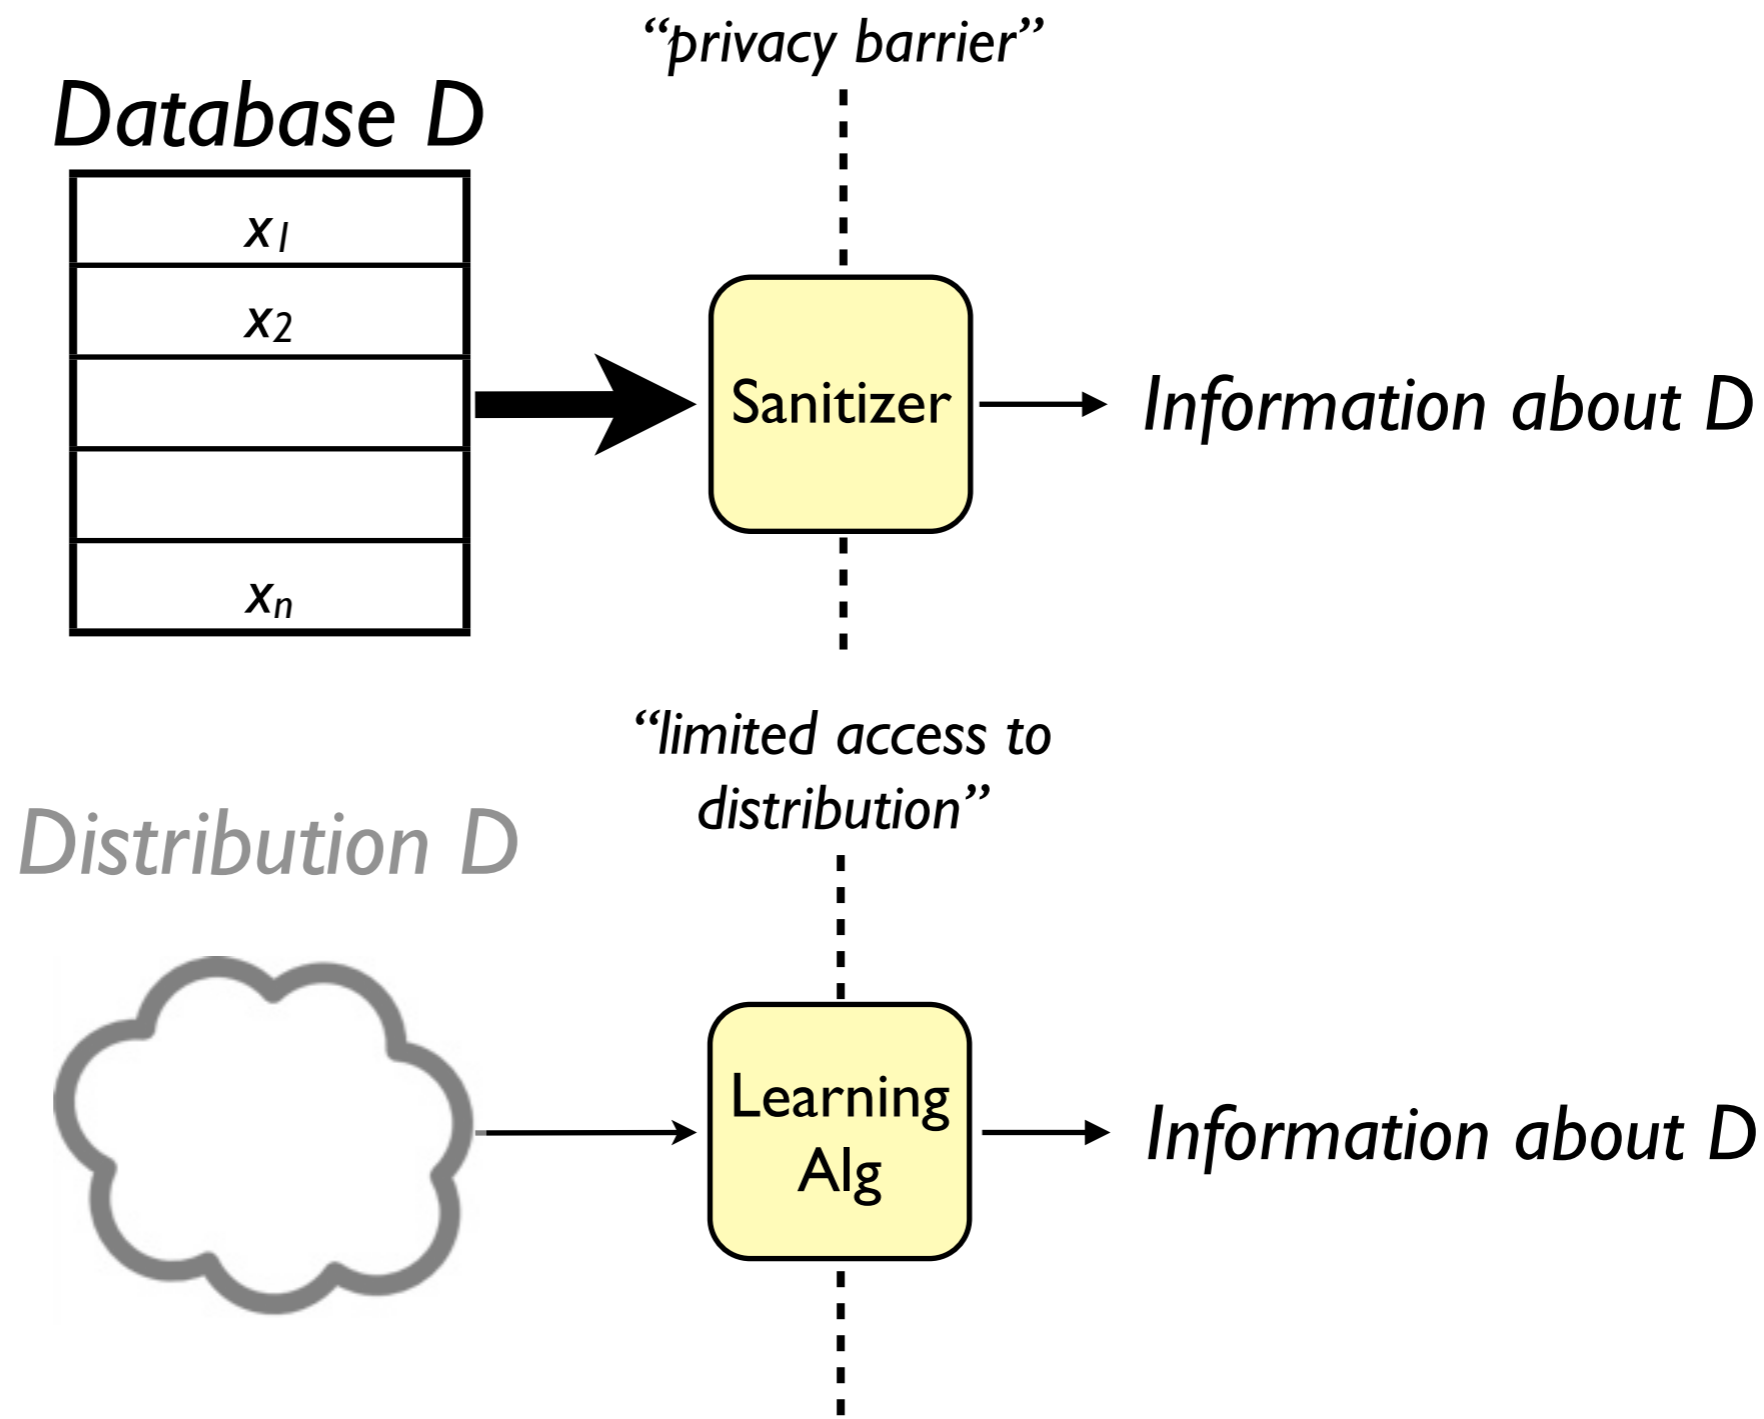 “privacy barrier”
Database D
x1
x2
xn
Sanitizer
Information about D
“limited access to
distribution”
Distribution D
Learning
Alg
Information about D